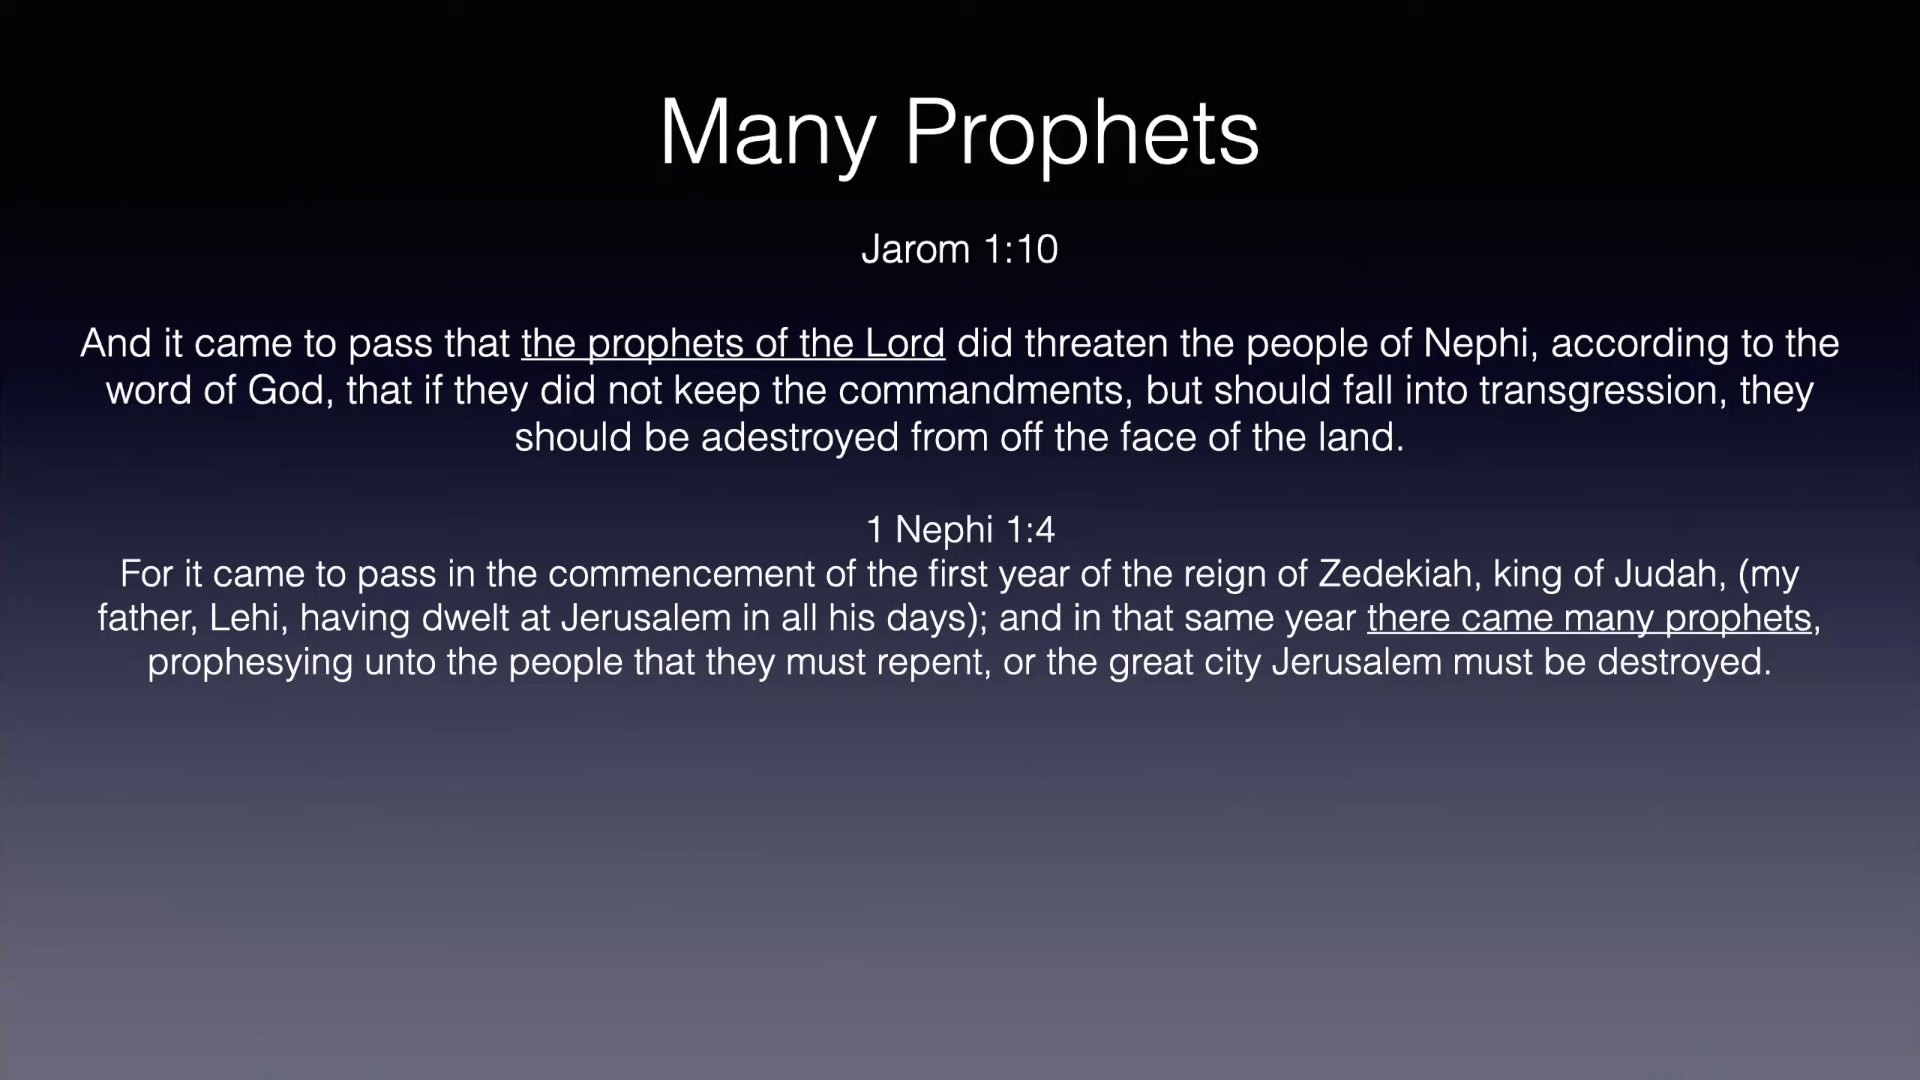 Many Prophets
Jarom 1:10
And it came to pass that the prophets of the Lord did threaten the people of Nephi, according to the
word of God, that if they did not keep the commandments, but should fall into transgression, they
should be adestroyed from off the face of the land.
1 Nephi 1:4
For it came to pass in the commencement of the first year of the reign of Zedekiah, king of Judah, (my
father, Lehi, having dwelt at Jerusalem in all his days); and in that same year there came many prophets,
prophesying unto the people that they must repent, or the great city Jerusalem must be destroyed.